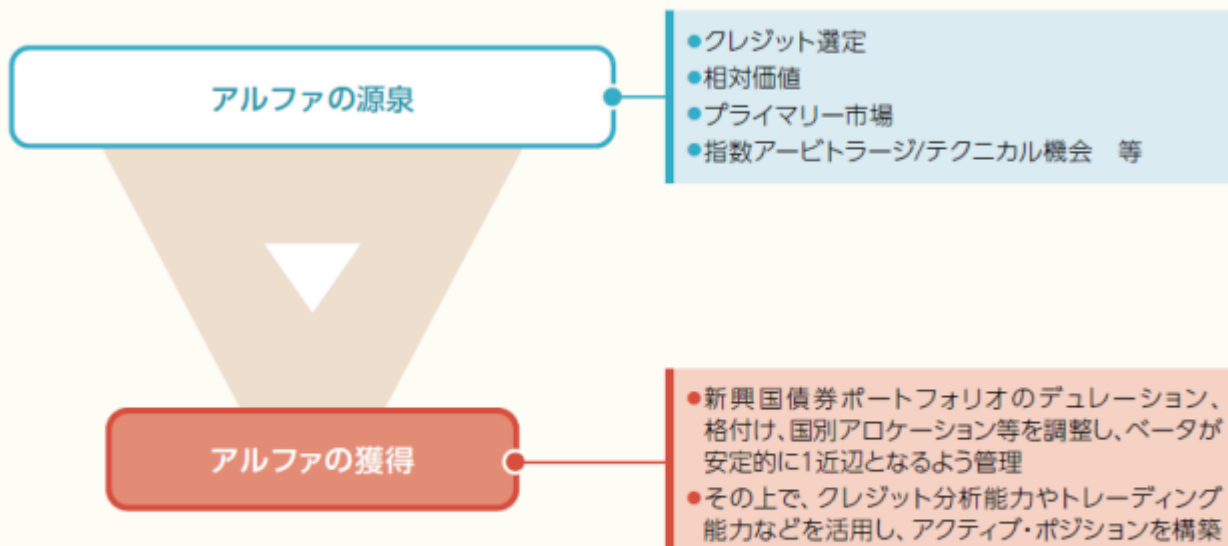 アルファの源泉
●クレジット選定
●相対価値
●プライマリー市場
●指数アービトラージ/テクニカル機会　等
アルファの獲得
●新興国債券ポートフォリオのデュレーション、
格付け、国別アロケーション等を調整し、ベータが
安定的に1近辺となるよう管理
●その上で、クレジット分析能力やトレーディング
能力などを活用し、アクティブ・ポジションを構築